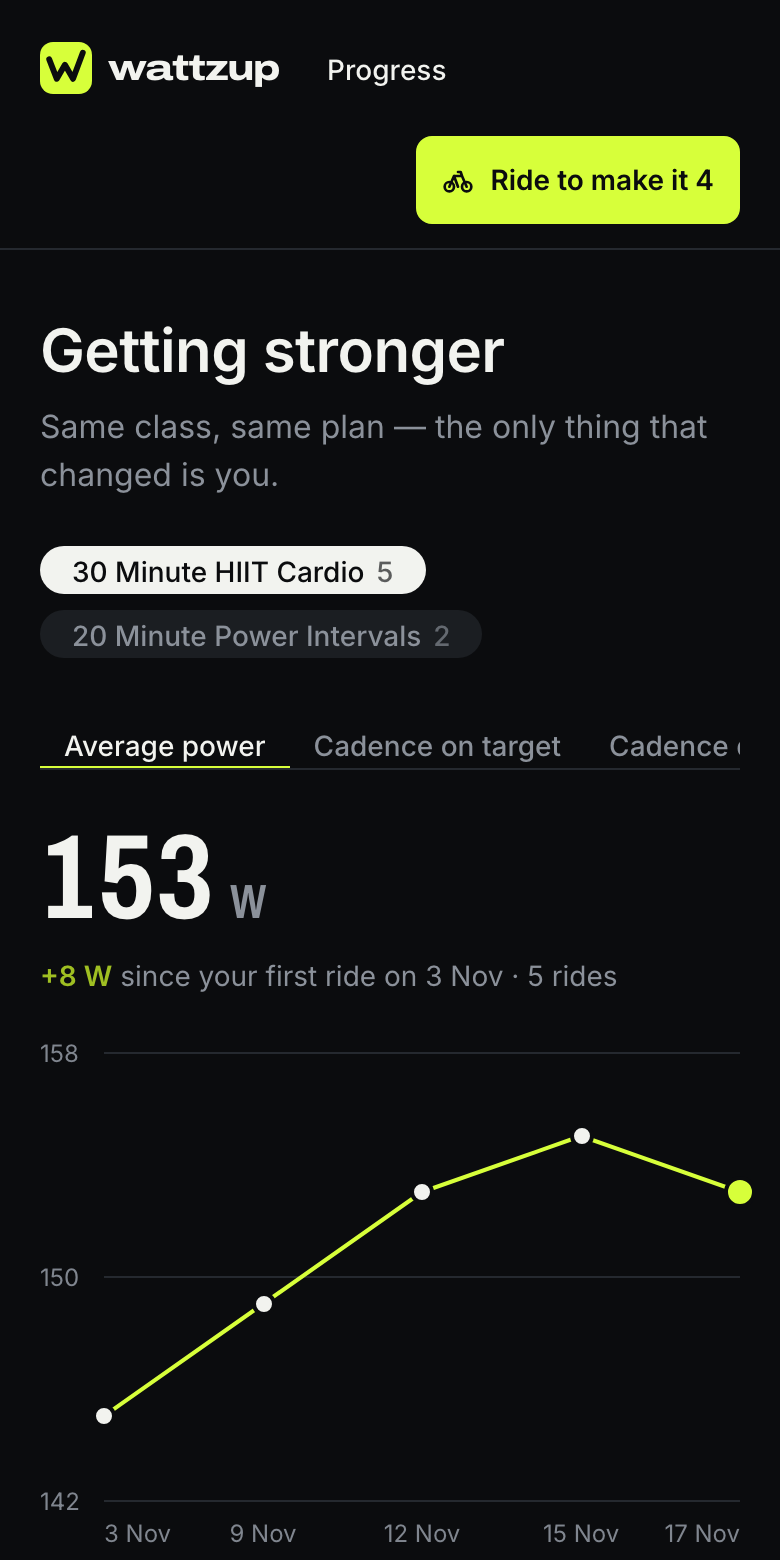 wattzup
Progress
Ride to make it 4
Getting stronger
Same class, same plan — the only thing that
changed is you.
30 Minute HIIT Cardio 5
20 Minute Power Intervals 2
Average power
Cadence on target
Cadence
153 W
+8 W since your first ride on 3 Nov · 5 rides
158
150
142
3 Nov
9 Nov
12 Nov
15 Nov
17 Nov